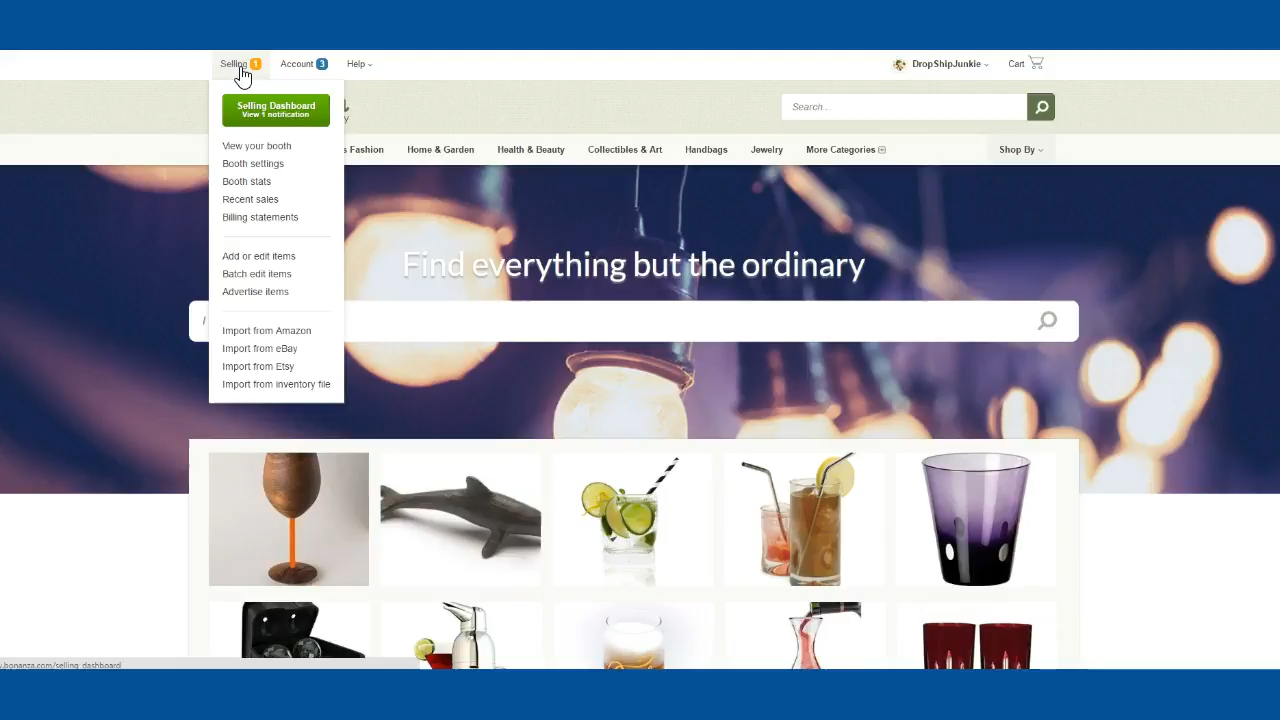 Selling 1 Account 3 Help
DropShipJunkie Cart
Selling Dashboard
View 1 notification
Search...
s Fashion Home & Garden Health & Beauty Collectibles & Art Handbags Jewelry More Categories Shop By
View your booth
Booth settings
Booth stats
Recent sales
Billing statements
Add or edit items
Batch edit items
Advertise items
Import from Amazon
Import from eBay
Import from Etsy
Import from inventory file
Find everything but the ordinary
.bonanza.com/selling_dashboard